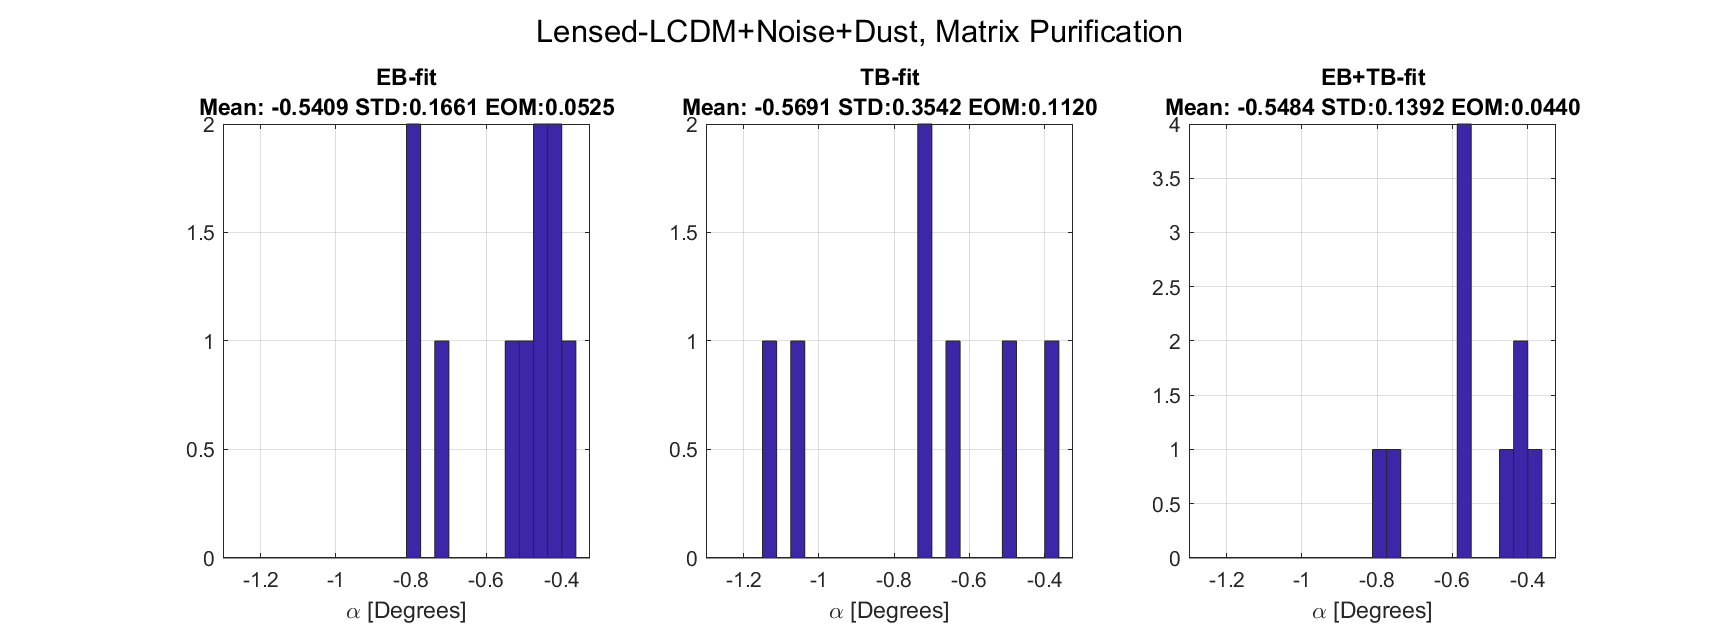 Lensed-LCDM+Noise+Dust, Matrix Purification
EB-fit
Mean: -0.5409 STD:0.1661 EOM:0.0525
2
1.5
1
0.5
0
-1.2 -1 -0.8 -0.6 -0.4
α [Degrees]
TB-fit
Mean: -0.5691 STD:0.3542 EOM:0.1120
2
1.5
1
0.5
0
-1.2 -1 -0.8 -0.6 -0.4
α [Degrees]
EB+TB-fit
Mean: -0.5484 STD:0.1392 EOM:0.0440
4
3.5
3
2.5
2
1.5
1
0.5
0
-1.2 -1 -0.8 -0.6 -0.4
α [Degrees]